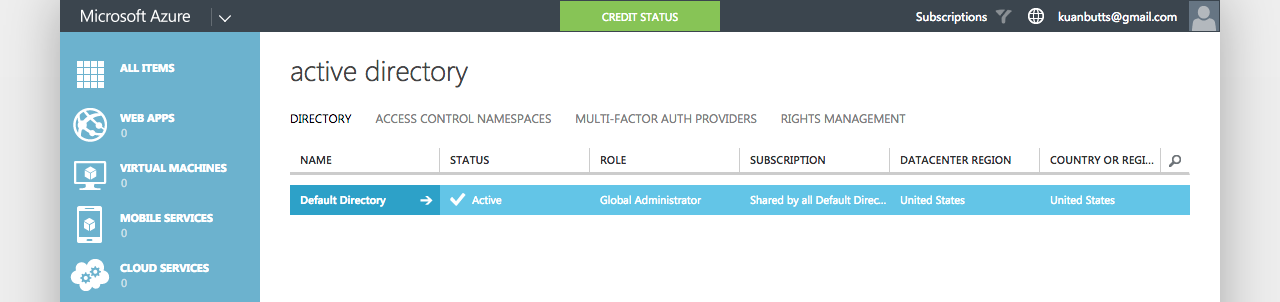 Microsoft Azure
CREDIT STATUS
Subscriptions
kuanbutts@gmail.com
ALL ITEMS
WEB APPS
0
VIRTUAL MACHINES
0
MOBILE SERVICES
0
CLOUD SERVICES
0
active directory
DIRECTORY ACCESS CONTROL NAMESPACES MULTI-FACTOR AUTH PROVIDERS RIGHTS MANAGEMENT
NAME STATUS ROLE SUBSCRIPTION DATACENTER REGION COUNTRY OR REGI...
Default Directory Active Global Administrator Shared by all Default Direc... United States United States